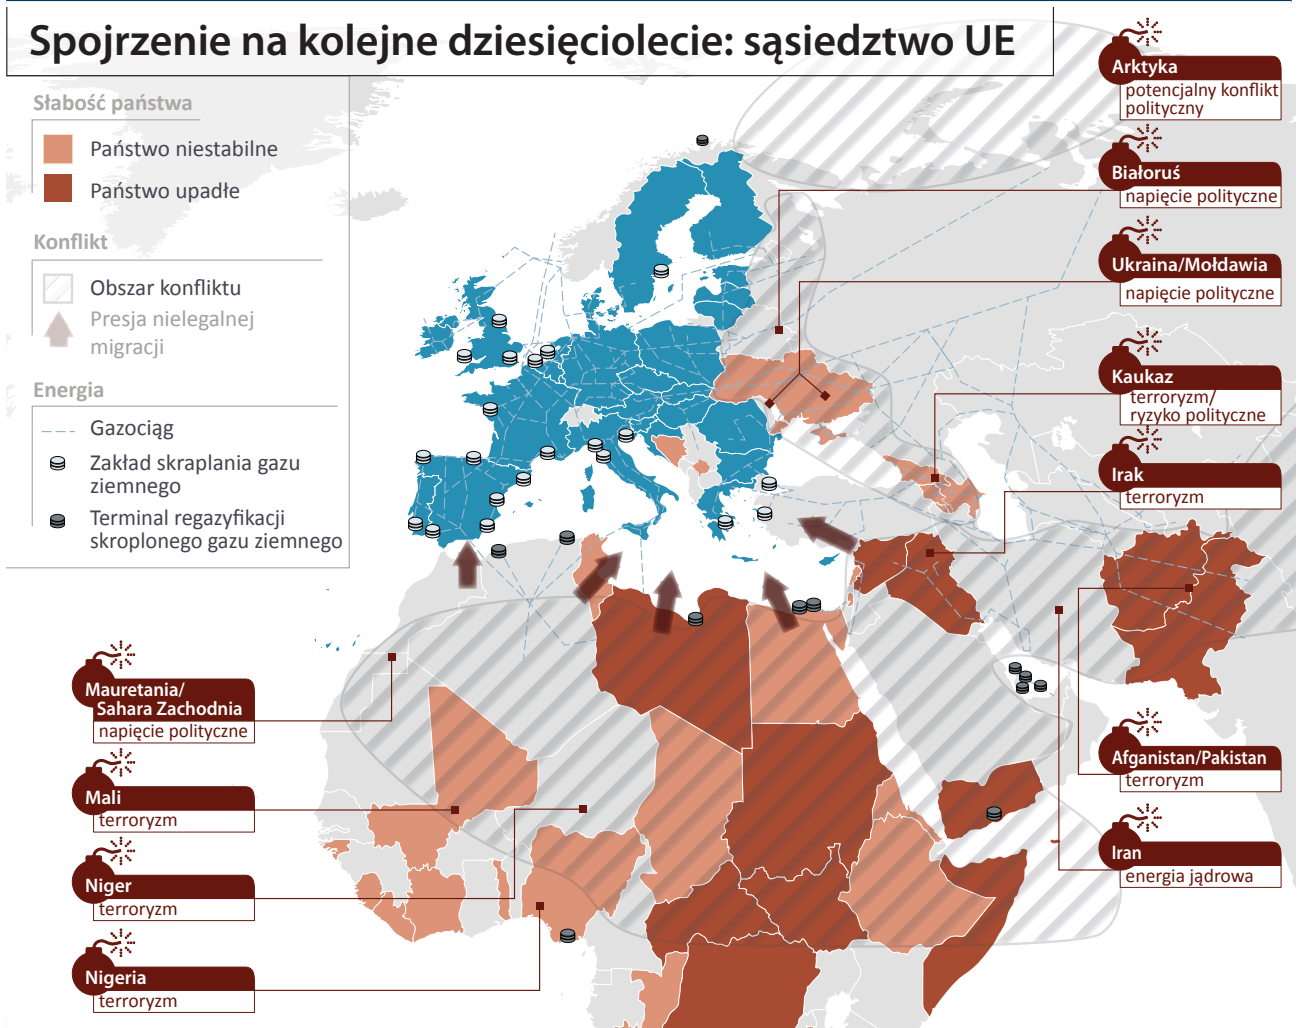 Spojrzenie na kolejne dziesięciolecie: sąsiedztwo UE
Słabość państwa
Państwo niestabilne
Państwo upadłe
Konflikt
Obszar konfliktu
Presja nielegalnej
migracji
Energia
Gazociąg
Zakład skraplania gazu
ziemnego
Terminal regazyfikacji
skroplonego gazu ziemnego
Arktyka
potencjalny konflikt
polityczny
Białoruś
napięcie polityczne
Ukraina/Mołdawia
napięcie polityczne
Kaukaz
terroryzm/
ryzyko polityczne
Irak
terroryzm
Afganistan/Pakistan
terroryzm
Iran
energia jądrowa
Mauretania/
Sahara Zachodnia
napięcie polityczne
Mali
terroryzm
Niger
terroryzm
Nigeria
terroryzm